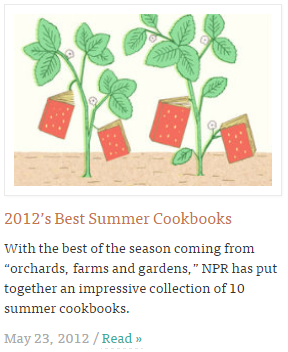 2012's Best Summer Cookbooks
With the best of the season coming from
“orchards, farms and gardens,” NPR has put
together an impressive collection of 10
summer cookbooks.
May 23, 2012 / Read »